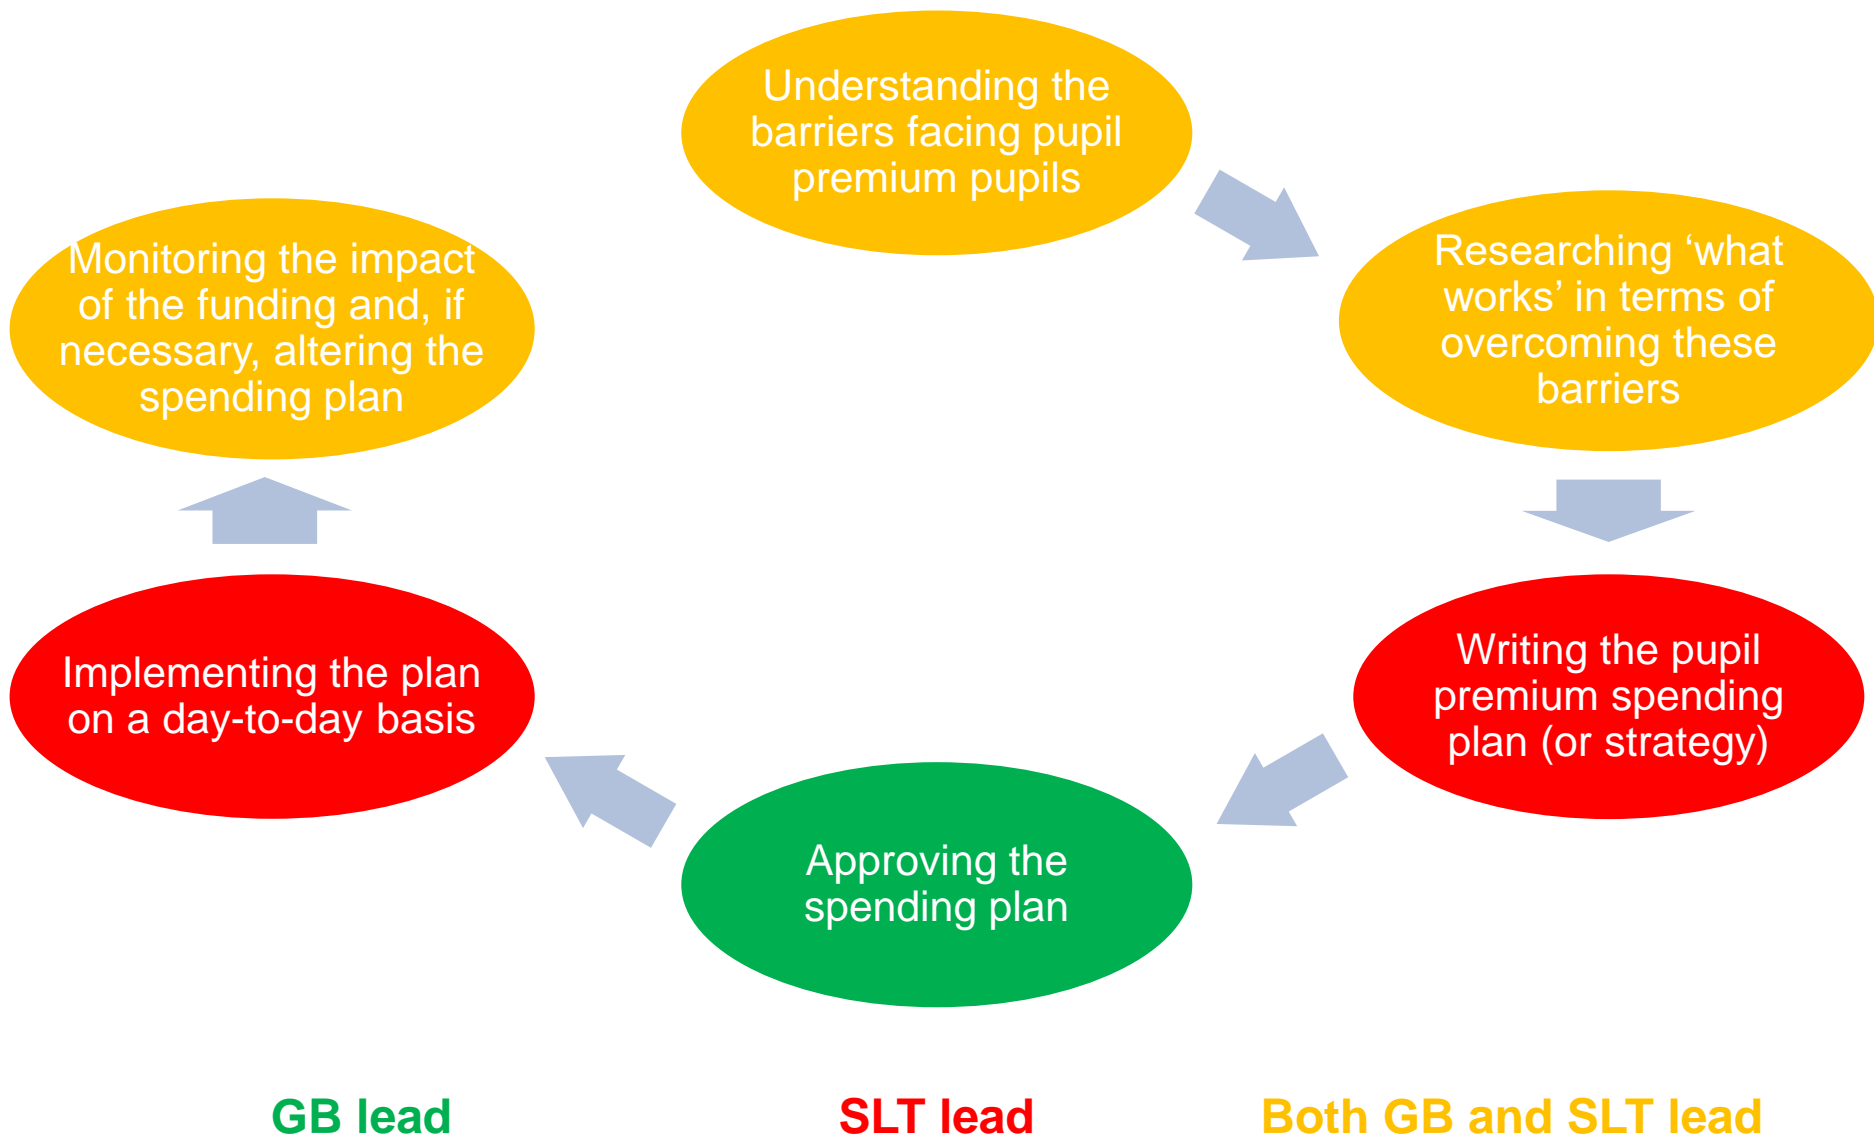 Understanding the
barriers facing pupil
premium pupils
Researching ‘what
works’ in terms of
overcoming these
barriers
Writing the pupil
premium spending
plan (or strategy)
Approving the
spending plan
Implementing the plan
on a day-to-day basis
Monitoring the impact
of the funding and, if
necessary, altering the
spending plan
GB lead
SLT lead
Both GB and SLT lead